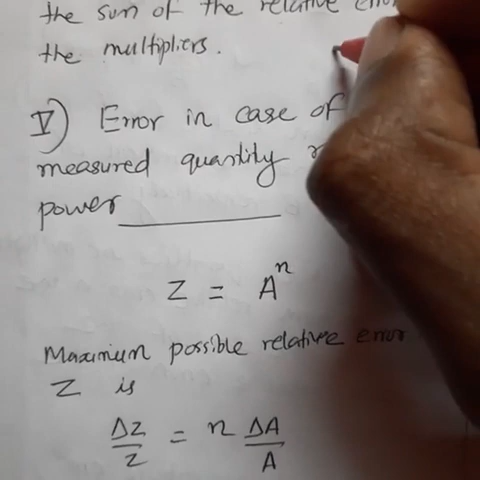 the sum of the relative
the multipliers.
V) Error in case of
measured quantity
power
Z = Aⁿ
Maximum possible relative error
Z is
ΔZ/Z = n ΔA/A